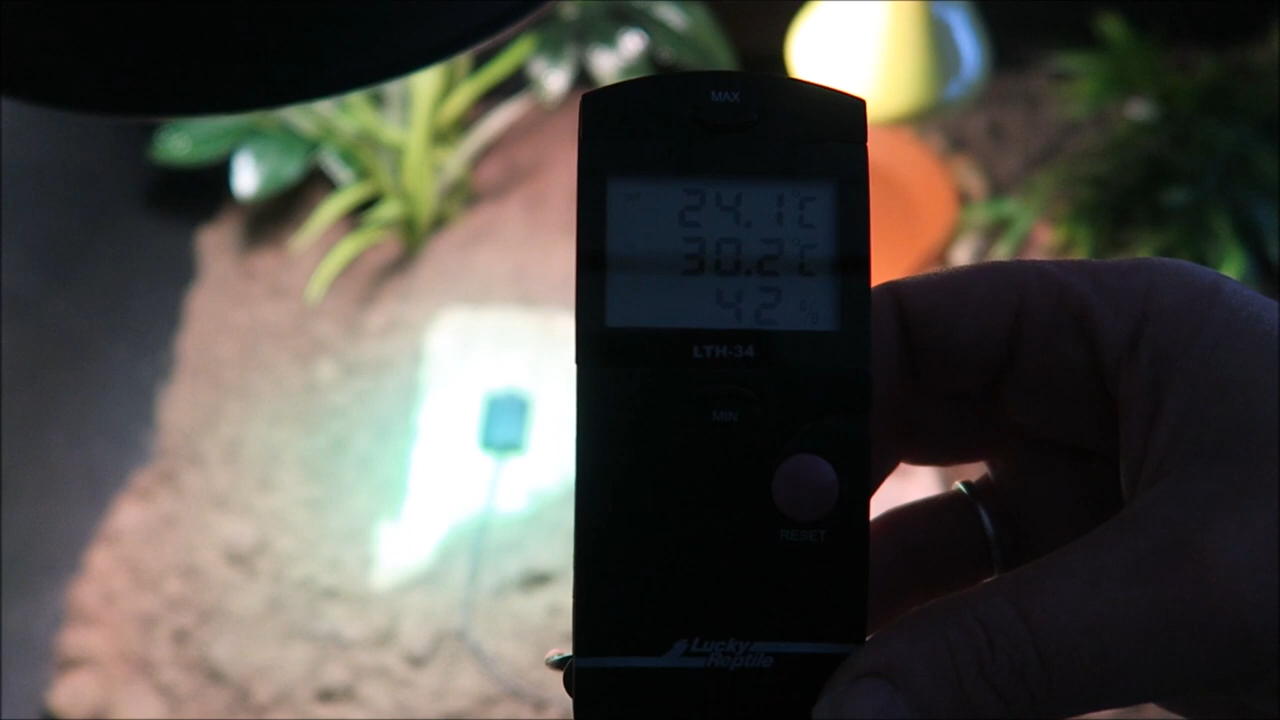 MAX
24.1°C
30.2°C
42 %
LTH-34
MIN
RESET
Lucky
Reptile